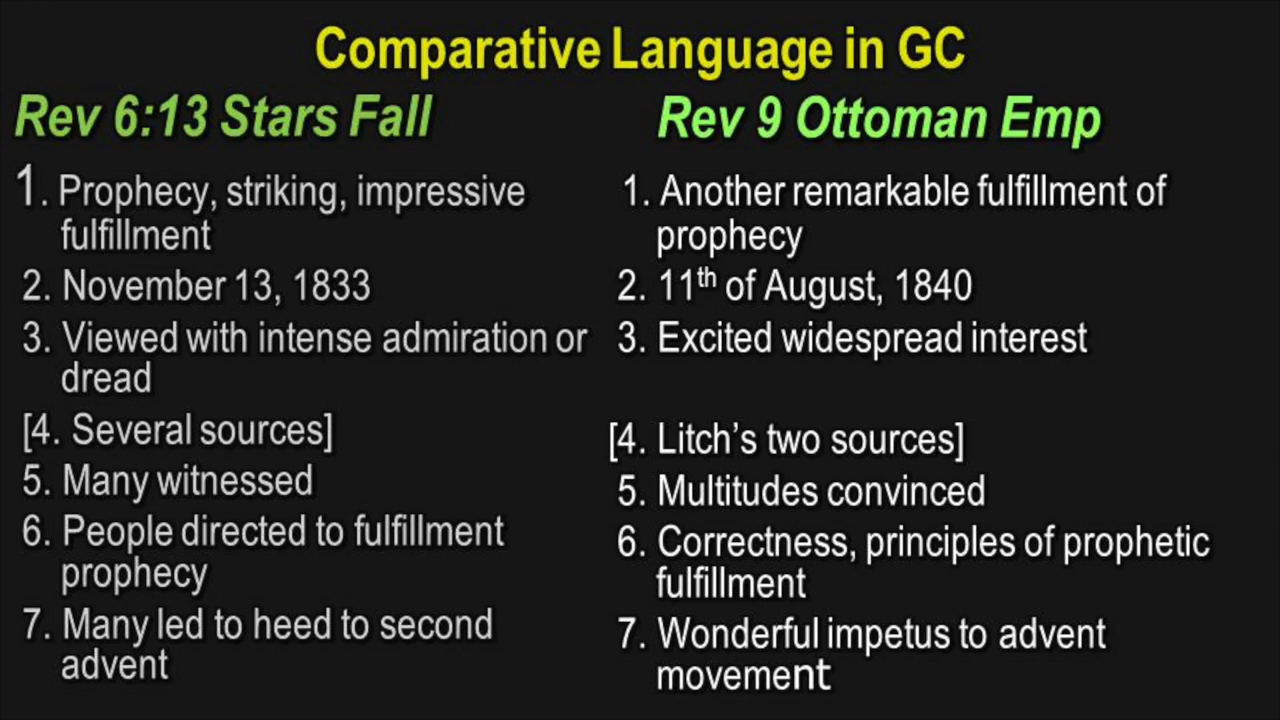 Comparative Language in GC
Rev 6:13 Stars Fall
1. Prophecy, striking, impressive
fulfillment
2. November 13, 1833
3. Viewed with intense admiration or
dread
[4. Several sources]
5. Many witnessed
6. People directed to fulfillment
prophecy
7. Many led to heed to second
advent
Rev 9 Ottoman Emp
1. Another remarkable fulfillment of
prophecy
2. 11th of August, 1840
3. Excited widespread interest
[4. Litch's two sources]
5. Multitudes convinced
6. Correctness, principles of prophetic
fulfillment
7. Wonderful impetus to advent
movement